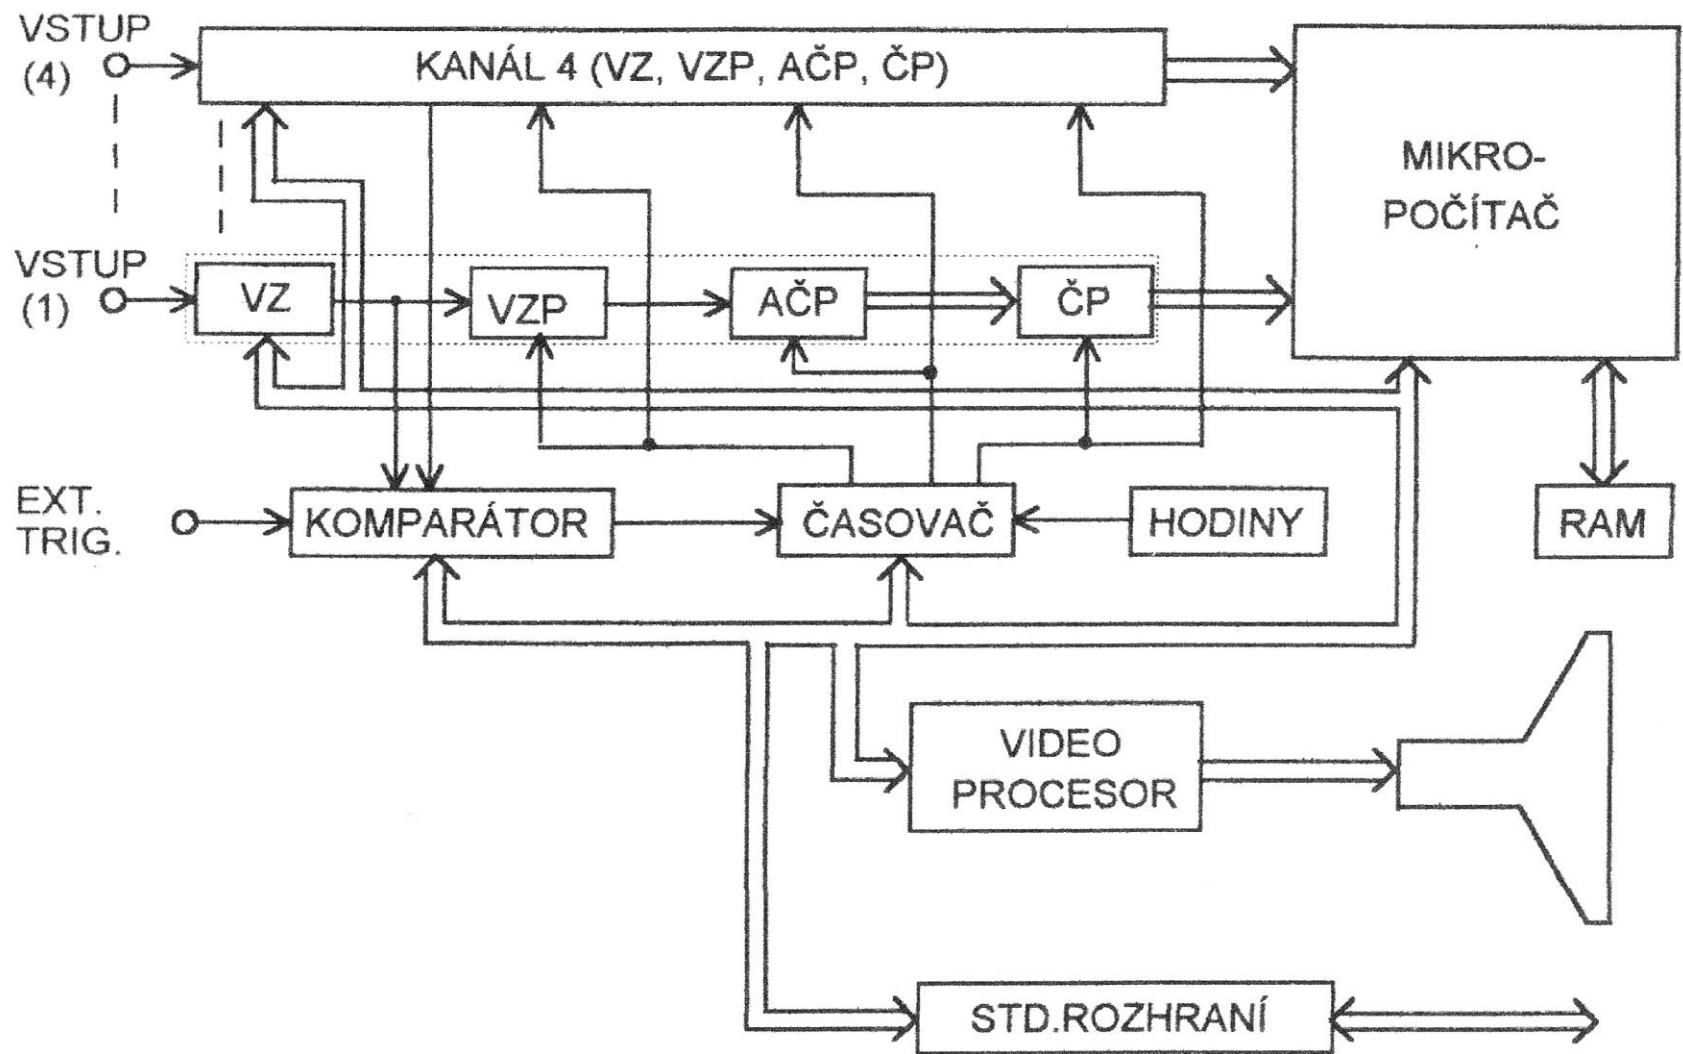 VSTUP
(4)
KANÁL 4 (VZ, VZP, AČP, ČP)
MIKRO-
POČÍTAČ
VSTUP
(1)
VZ
VZP
AČP
ČP
EXT.
TRIG.
KOMPARÁTOR
ČASOVAČ
HODINY
RAM
VIDEO
PROCESOR
STD.ROZHRANÍ